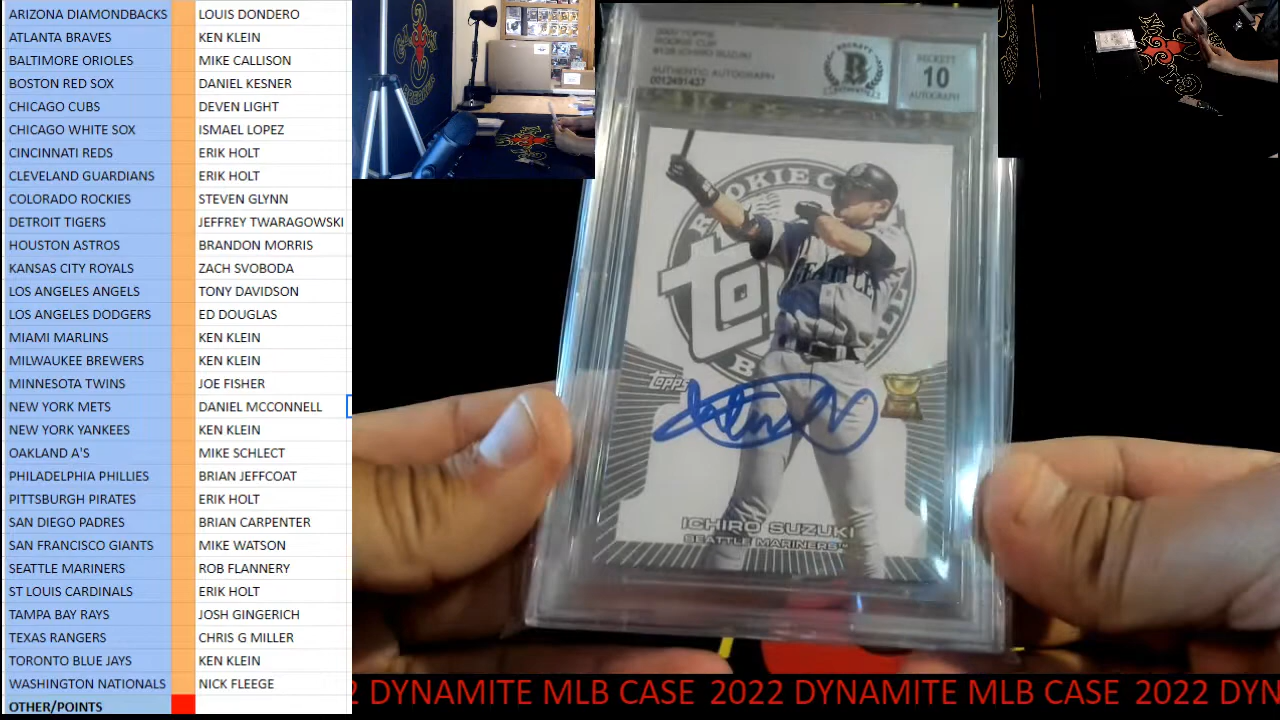 ARIZONA DIAMONDBACKS LOUIS DONDERO
ATLANTA BRAVES KEN KLEIN
BALTIMORE ORIOLES MIKE CALLISON
BOSTON RED SOX DANIEL KESNER
CHICAGO CUBS DEVEN LIGHT
CHICAGO WHITE SOX ISMAEL LOPEZ
CINCINNATI REDS ERIK HOLT
CLEVELAND GUARDIANS ERIK HOLT
COLORADO ROCKIES STEVEN GLYNN
DETROIT TIGERS JEFFREY TWARAGOWSKI
HOUSTON ASTROS BRANDON MORRIS
KANSAS CITY ROYALS ZACH SVOBODA
LOS ANGELES ANGELS TONY DAVIDSON
LOS ANGELES DODGERS ED DOUGLAS
MIAMI MARLINS KEN KLEIN
MILWAUKEE BREWERS KEN KLEIN
MINNESOTA TWINS JOE FISHER
NEW YORK METS DANIEL MCCONNELL
NEW YORK YANKEES KEN KLEIN
OAKLAND A'S MIKE SCHLECT
PHILADELPHIA PHILLIES BRIAN JEFFCOAT
PITTSBURGH PIRATES ERIK HOLT
SAN DIEGO PADRES BRIAN CARPENTER
SAN FRANCISCO GIANTS MIKE WATSON
SEATTLE MARINERS ROB FLANNERY
ST LOUIS CARDINALS ERIK HOLT
TAMPA BAY RAYS JOSH GINGERICH
TEXAS RANGERS CHRIS G MILLER
TORONTO BLUE JAYS KEN KLEIN
WASHINGTON NATIONALS NICK FLEEGE
OTHER/POINTS
TOPPS
ROOKIE CUP
ICHIRO SUZUKI
AUTHENTIC AUTOGRAPH
B
BECKETT
10
AUTOGRAPH
Topps
ICHIRO SUZUKI
SEATTLE MARINERS
2 DYNAMITE MLB CASE 2022 DYNAMITE MLB CASE 2022 DYN